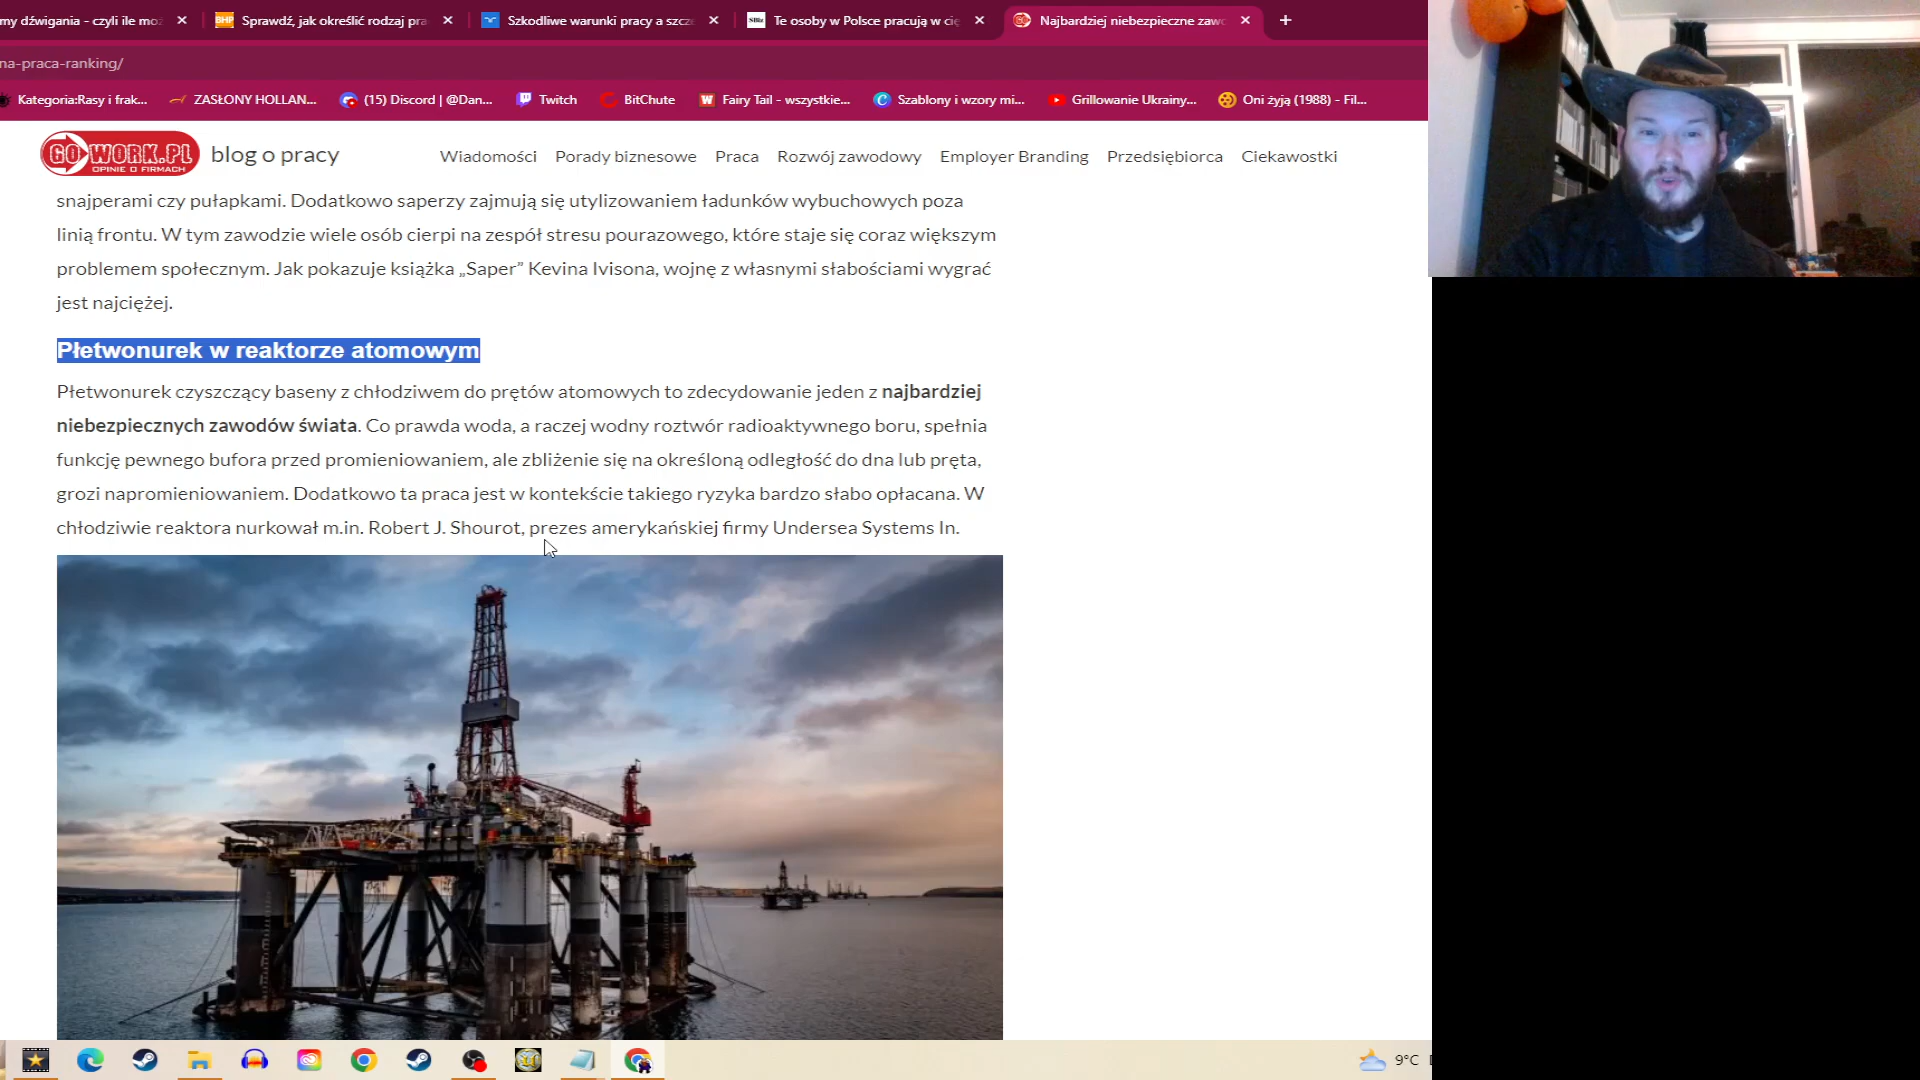 my dźwigania - czyli ile moż
BHP Sprawdź, jak określić rodzaj pra
Szkodliwe warunki pracy a szcze
SBiz Te osoby w Polsce pracują w cię
Najbardziej niebezpieczne zawo
na-praca-ranking/
Kategoria:Rasy i frak...
ZASŁONY HOLLAN...
(15) Discord | @Dan...
Twitch
BitChute
W Fairy Tail - wszystkie...
Szablony i wzory mi...
Grillowanie Ukrainy...
Oni żyją (1988) - Fil...
GO WORK.PL
OPINIE O FIRMACH
blog o pracy
Wiadomości Porady biznesowe Praca Rozwój zawodowy Employer Branding Przedsiębiorca Ciekawostki
snajperami czy pułapkami. Dodatkowo saperzy zajmują się utylizowaniem ładunków wybuchowych poza
linią frontu. W tym zawodzie wiele osób cierpi na zespół stresu pourazowego, które staje się coraz większym
problemem społecznym. Jak pokazuje książka „Saper” Kevina Ivisona, wojnę z własnymi słabościami wygrać
jest najciężej.
Płetwonurek w reaktorze atomowym
Płetwonurek czyszczący baseny z chłodziwem do prętów atomowych to zdecydowanie jeden z najbardziej
niebezpiecznych zawodów świata. Co prawda woda, a raczej wodny roztwór radioaktywnego boru, spełnia
funkcję pewnego bufora przed promieniowaniem, ale zbliżenie się na określoną odległość do dna lub pręta,
grozi napromieniowaniem. Dodatkowo ta praca jest w kontekście takiego ryzyka bardzo słabo opłacana. W
chłodziwie reaktora nurkował m.in. Robert J. Shourot, prezes amerykańskiej firmy Undersea Systems In.
9°C